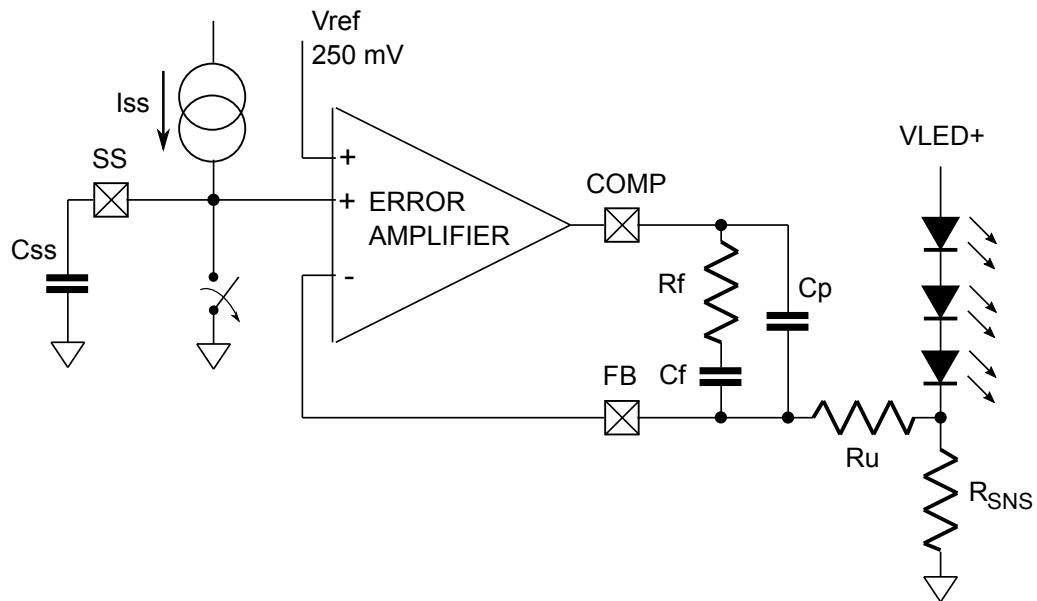 Vref
250 mV
Iss
SS
+
+
-
ERROR
AMPLIFIER
COMP
VLED+
Css
Rf
Cp
Cf
FB
Ru
RSNS